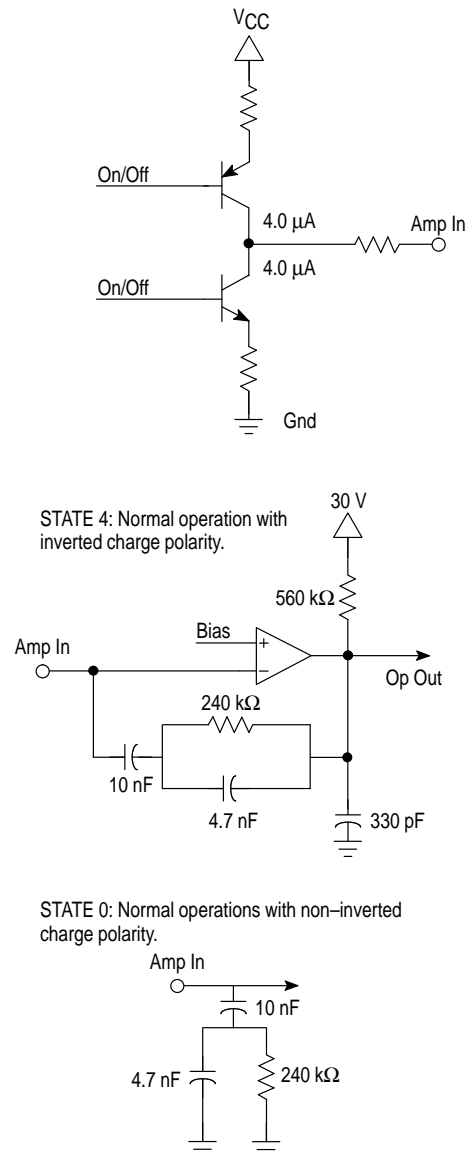 VCC
On/Off
4.0 µA
Amp In
4.0 µA
On/Off
Gnd
STATE 4: Normal operation with
inverted charge polarity.
30 V
560 kΩ
Bias
+
Amp In
−
Op Out
240 kΩ
10 nF
4.7 nF
330 pF
STATE 0: Normal operations with non–inverted
charge polarity.
Amp In
10 nF
4.7 nF
240 kΩ